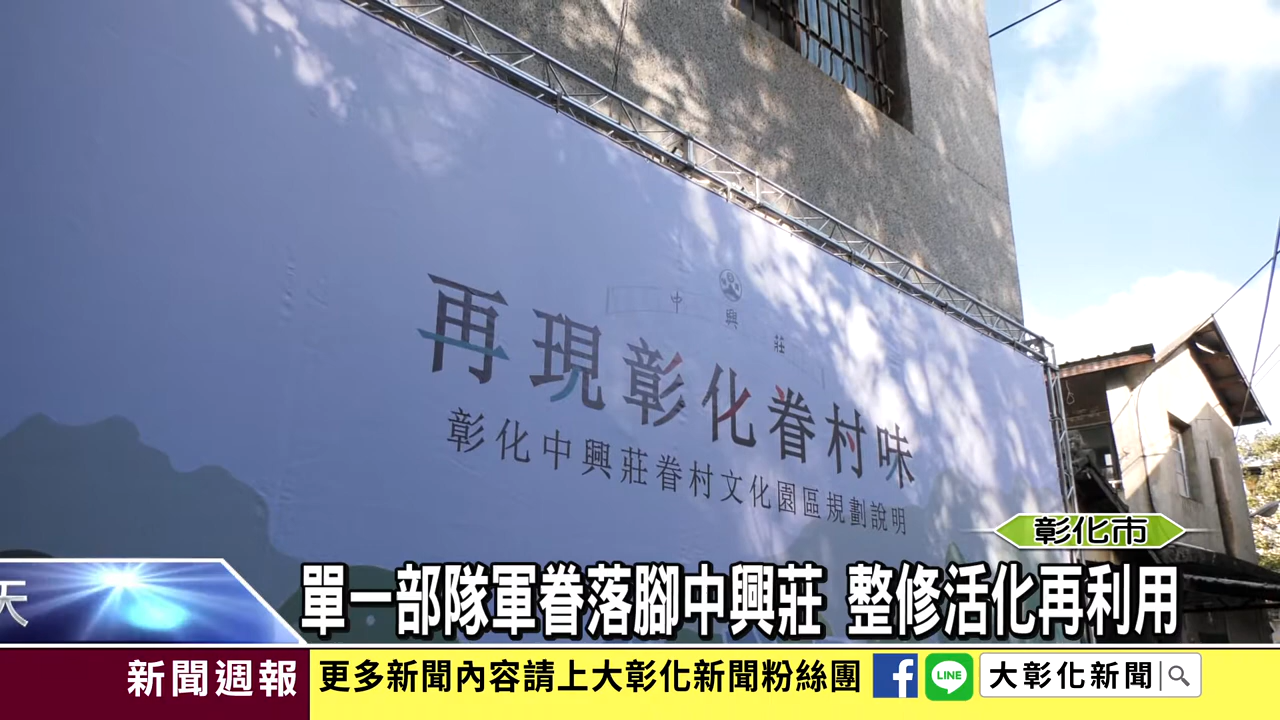 中興莊
再現彰化眷村味
彰化中興莊眷村文化園區規劃說明
彰化市
天
單一部隊軍眷落腳中興莊 整修活化再利用
新聞週報
更多新聞內容請上大彰化新聞粉絲團
LINE
大彰化新聞